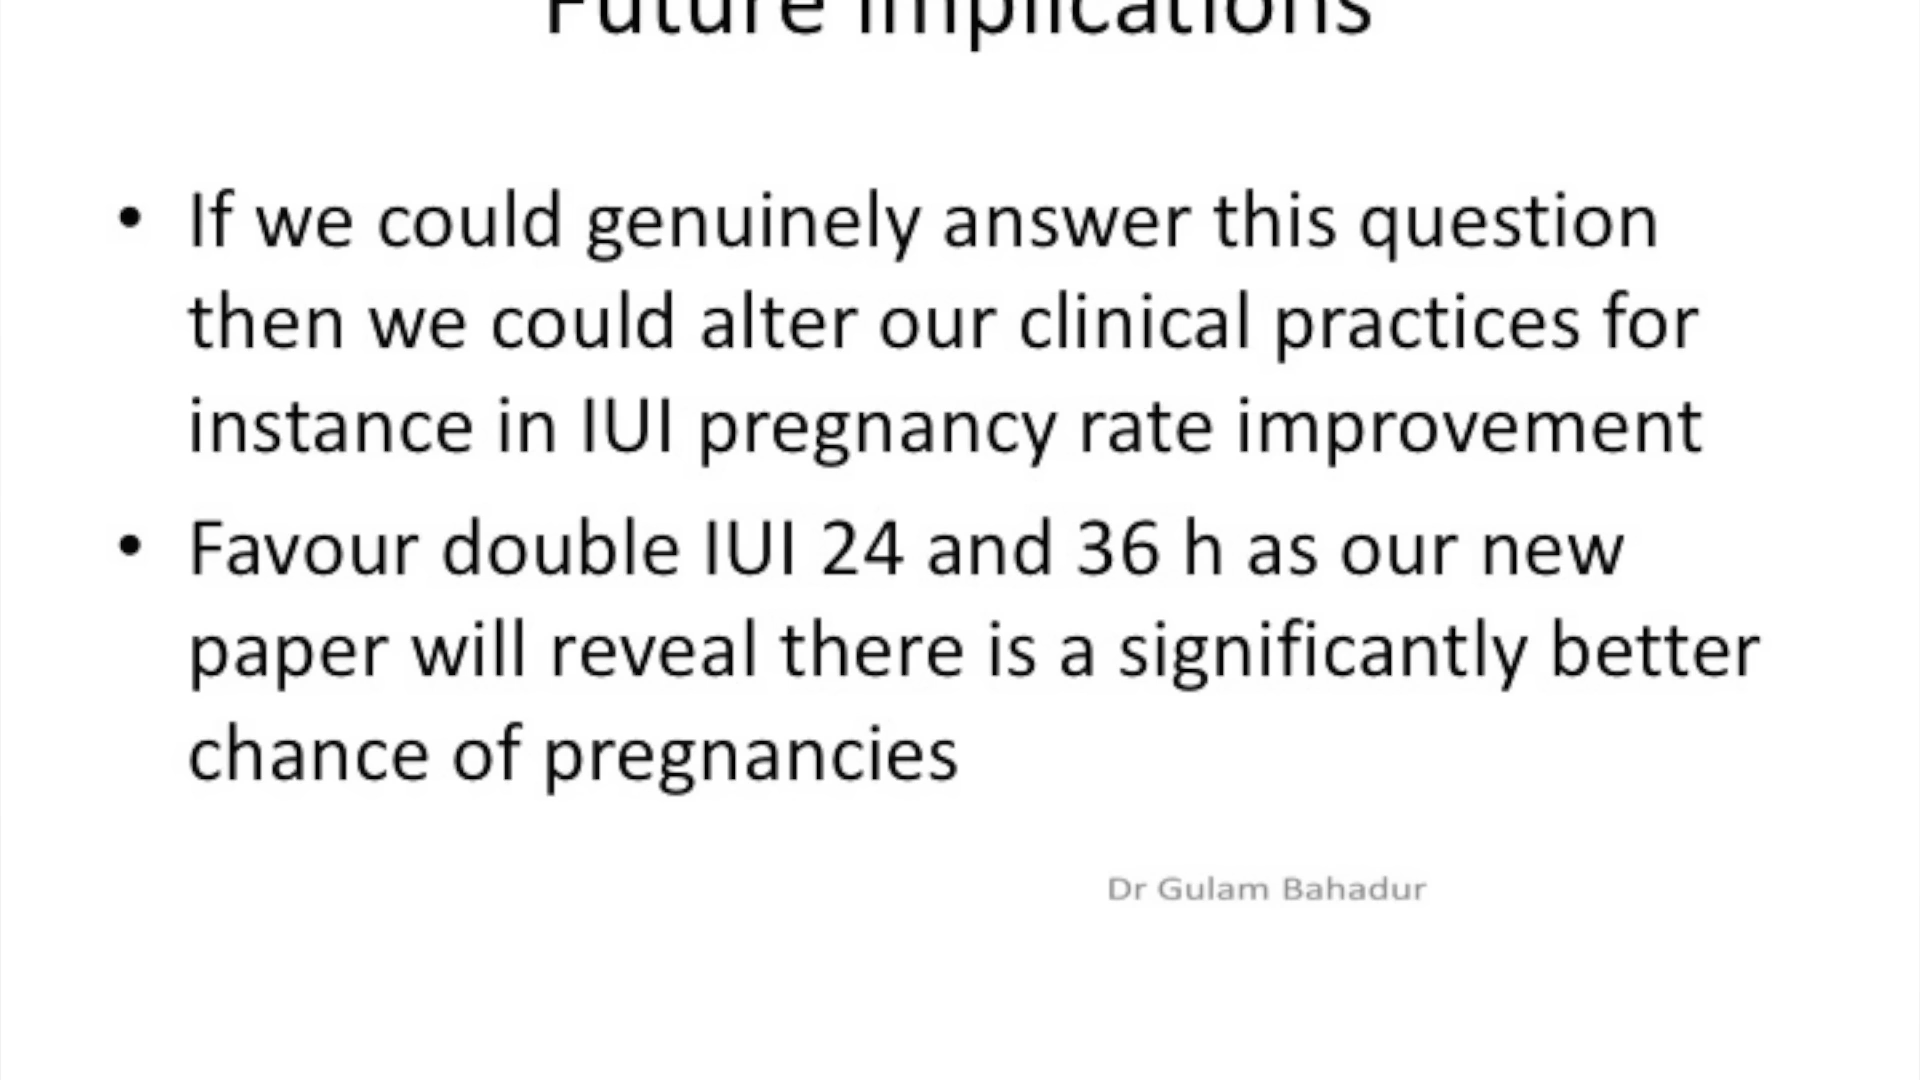 Future Implications
• If we could genuinely answer this question
then we could alter our clinical practices for
instance in IUI pregnancy rate improvement
• Favour double IUI 24 and 36 h as our new
paper will reveal there is a significantly better
chance of pregnancies
Dr Gulam Bahadur